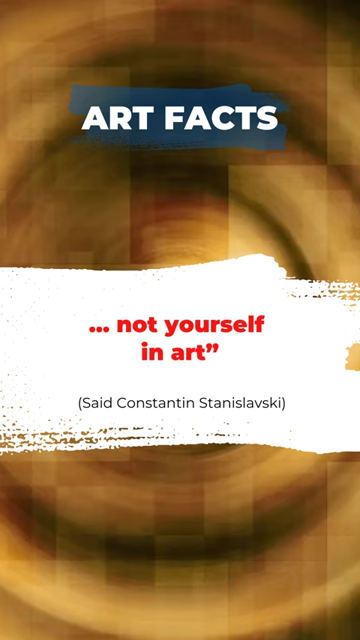 ART FACTS
... not yourself
in art”
(Said Constantin Stanislavski)